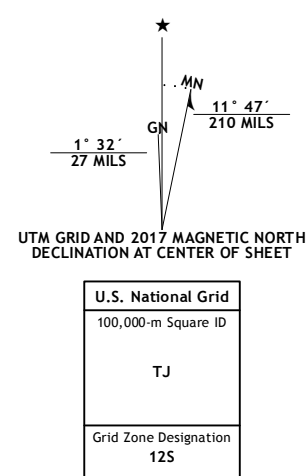 ★
MN
11° 47´
210 MILS
GN
1° 32´
27 MILS
UTM GRID AND 2017 MAGNETIC NORTH
DECLINATION AT CENTER OF SHEET
U.S. National Grid
100,000-m Square ID
TJ
Grid Zone Designation
12S